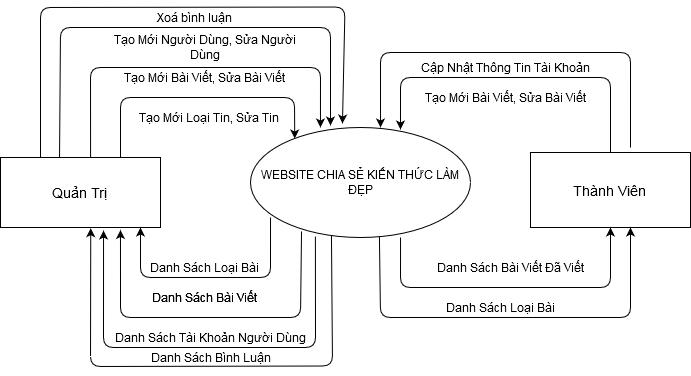 Xoá bình luận
Tạo Mới Người Dùng, Sửa Người
Dùng
Tạo Mới Bài Viết, Sửa Bài Viết
Tạo Mới Loại Tin, Sửa Tin
Cập Nhật Thông Tin Tài Khoản
Tạo Mới Bài Viết, Sửa Bài Viết
Quản Trị
WEBSITE CHIA SẺ KIẾN THỨC LÀM
ĐẸP
Thành Viên
Danh Sách Loại Bài
Danh Sách Bài Viết
Danh Sách Tài Khoản Người Dùng
Danh Sách Bình Luận
Danh Sách Bài Viết Đã Viết
Danh Sách Loại Bài